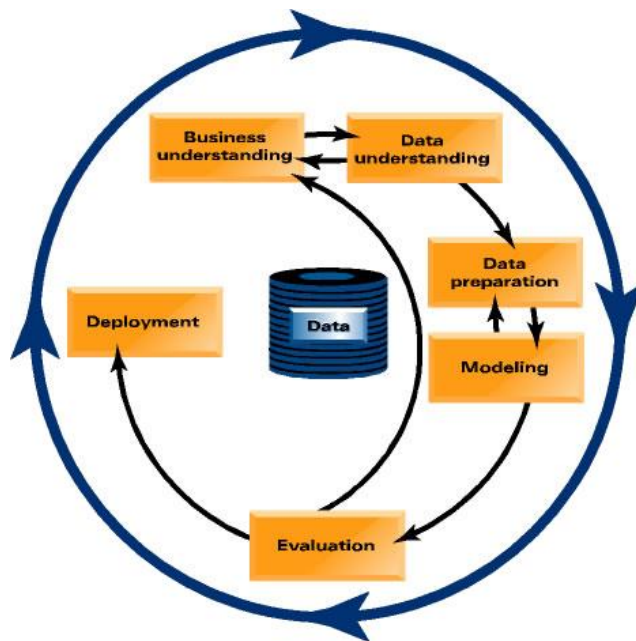 Business
understanding
Data
understanding
Data
preparation
Deployment
Data
Modeling
Evaluation